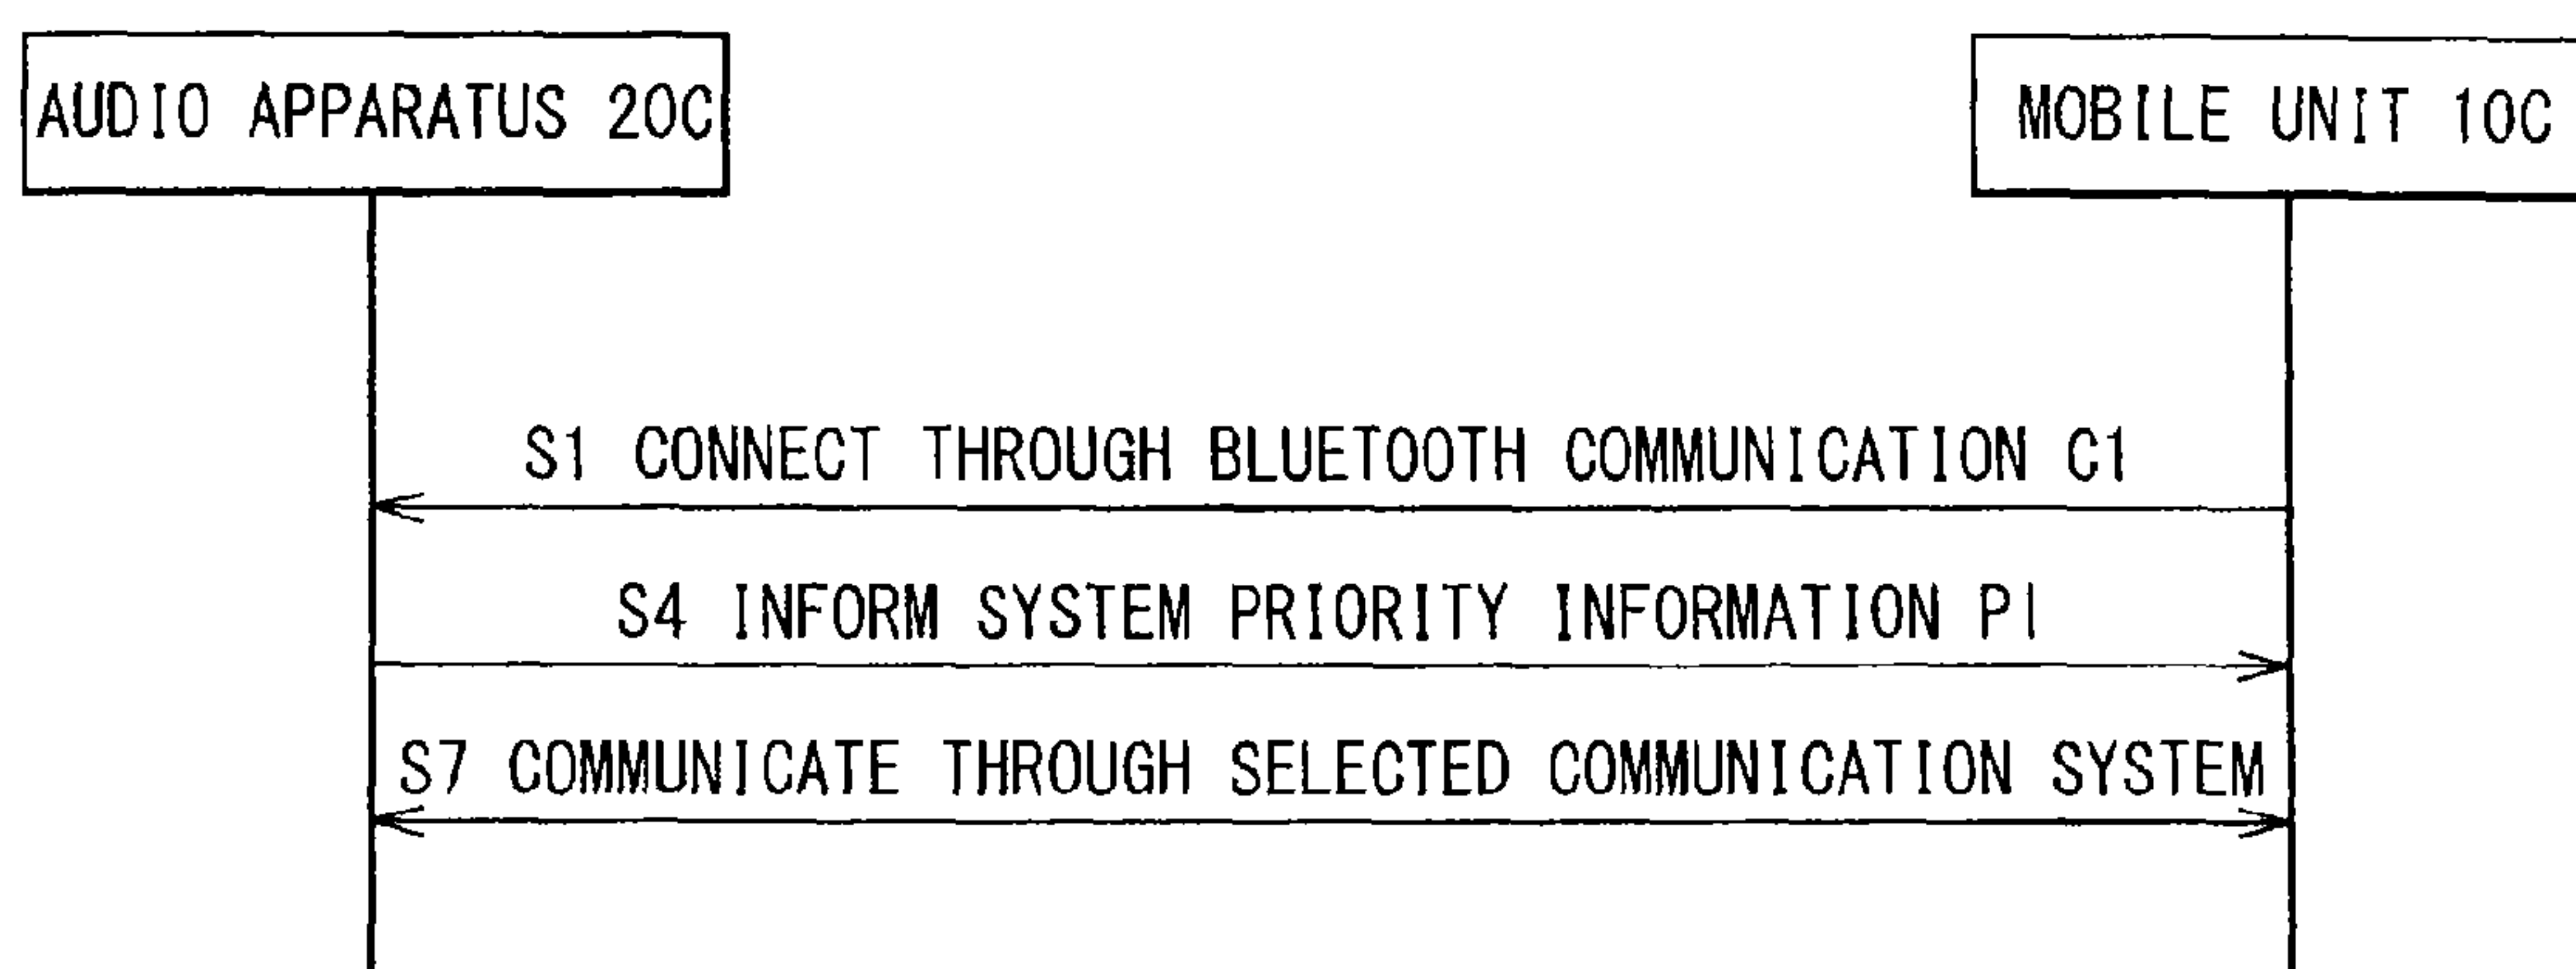 AUDIO APPARATUS 20C
MOBILE UNIT 10C
S1 CONNECT THROUGH BLUETOOTH COMMUNICATION C1
S4 INFORM SYSTEM PRIORITY INFORMATION PI
S7 COMMUNICATE THROUGH SELECTED COMMUNICATION SYSTEM